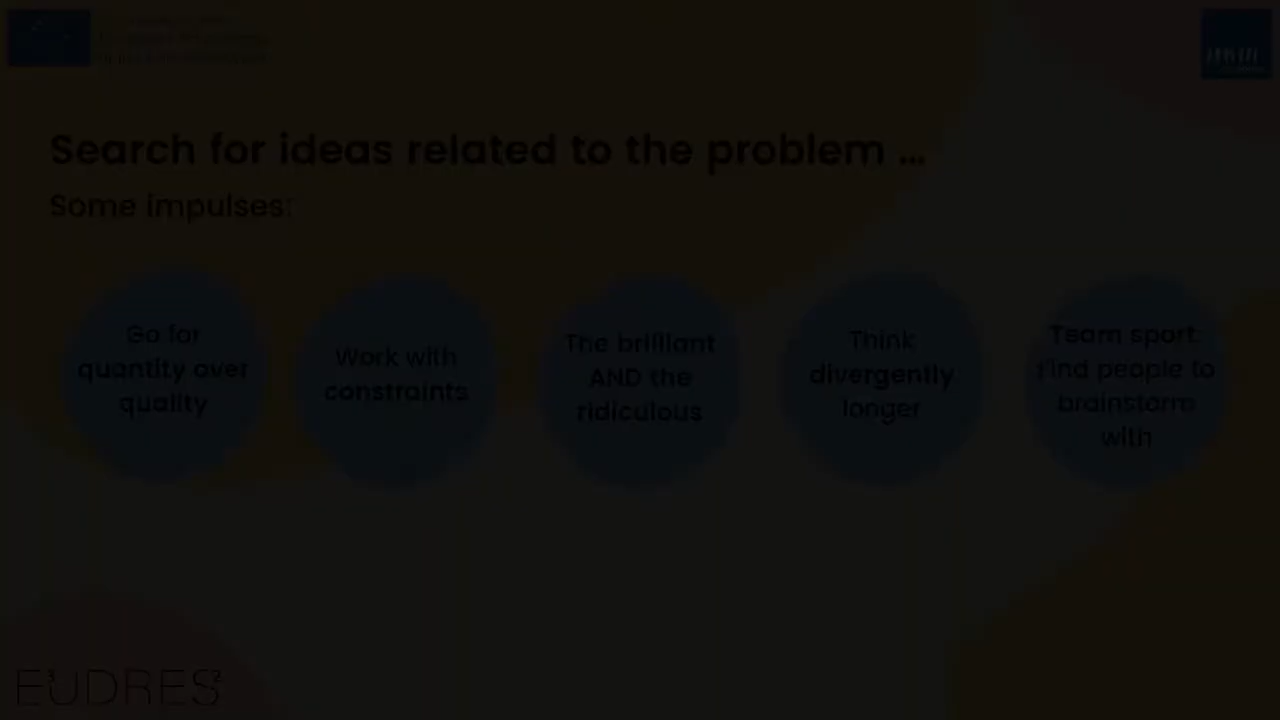 Search for ideas related to the problem ...
Some impulses:
Go for
quantity over
quality
Work with
constraints
The brilliant
AND the
ridiculous
Think
divergently
longer
Team sport:
Find people to
brainstorm
with
E³UDRES²